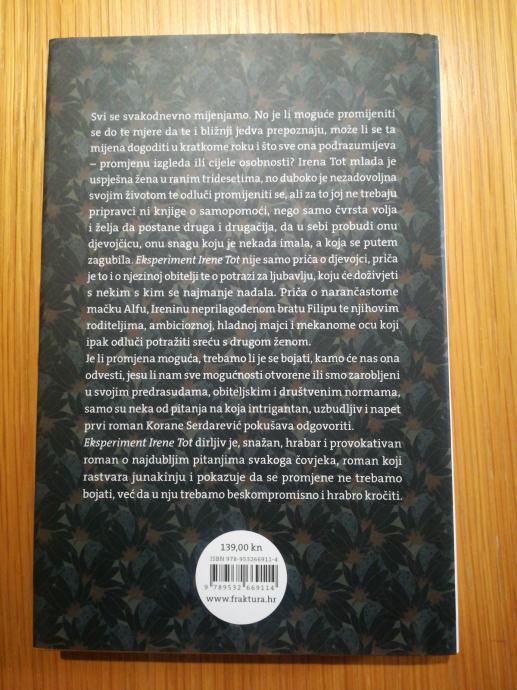 Svi se svakodnevno mijenjamo. No je li moguće promijeniti
se do te mjere da te i bližnji jedva prepoznaju, može li se ta
mijena dogoditi u kratkome roku i što sve ona podrazumijeva
– promjenu izgleda ili cijele osobnosti? Irena Tot mlada je
uspješna žena u ranim tridesetima, no duboko je nezadovoljna
svojim životom te odluči promijeniti se, ali za to joj ne trebaju
pripravci ni knjige o samopomoći, nego samo čvrsta volja
i želja da postane druga i drugačija, da u sebi probudi onu
djevojčicu, onu snagu koju je nekada imala, a koja se putem
zagubila. Eksperiment Irene Tot nije samo priča o djevojci, priča
je to i o njezinoj obitelji te o potrazi za ljubavlju, koju će doživjeti
s nekim s kim se najmanje nadala. Priča o narančastome
mačku Alfu, Ireninu neprilagođenom bratu Filipu te njihovim
roditeljima, ambicioznoj, hladnoj majci i mekanome ocu koji
ipak odluči potražiti sreću s drugom ženom.
Je li promjena moguća, trebamo li je se bojati, kamo će nas ona
odvesti, jesu li nam sve mogućnosti otvorene ili smo zarobljeni
u svojim predrasudama, obiteljskim i društvenim normama,
samo su neka od pitanja na koja intrigantan, uzbudljiv i napet
prvi roman Korane Serdarević pokušava odgovoriti.
Eksperiment Irene Tot dirljiv je, snažan, hrabar i provokativan
roman o najdubljim pitanjima svakoga čovjeka, roman koji
rastvara junakinju i pokazuje da se promjene ne trebamo
bojati, već da u nju trebamo beskompromisno i hrabro kročiti.
139,00 kn
ISBN 978-953266911-4
9 789532 669114
www.fraktura.hr